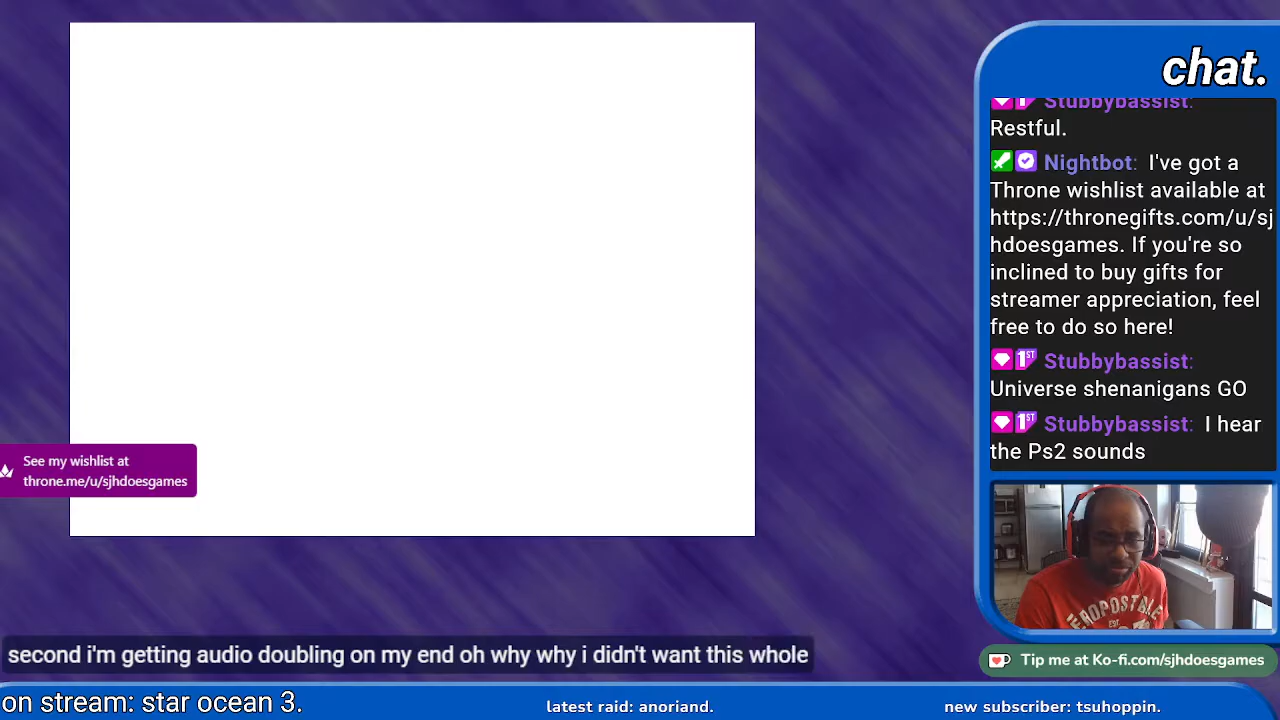 chat.
Stubbybassist:
Restful.
Nightbot: I've got a
Throne wishlist available at
https://thronegifts.com/u/sj
hdoesgames. If you're so
inclined to buy gifts for
streamer appreciation, feel
free to do so here!
Stubbybassist:
Universe shenanigans GO
Stubbybassist: I hear
the Ps2 sounds
See my wishlist at
throne.me/u/sjhdoesgames
AEROPOSTALE
second i'm getting audio doubling on my end oh why why i didn't want this whole
Tip me at Ko-fi.com/sjhdoesgames
on stream: star ocean 3.
latest raid: anoriand.
new subscriber: tsuhoppin.